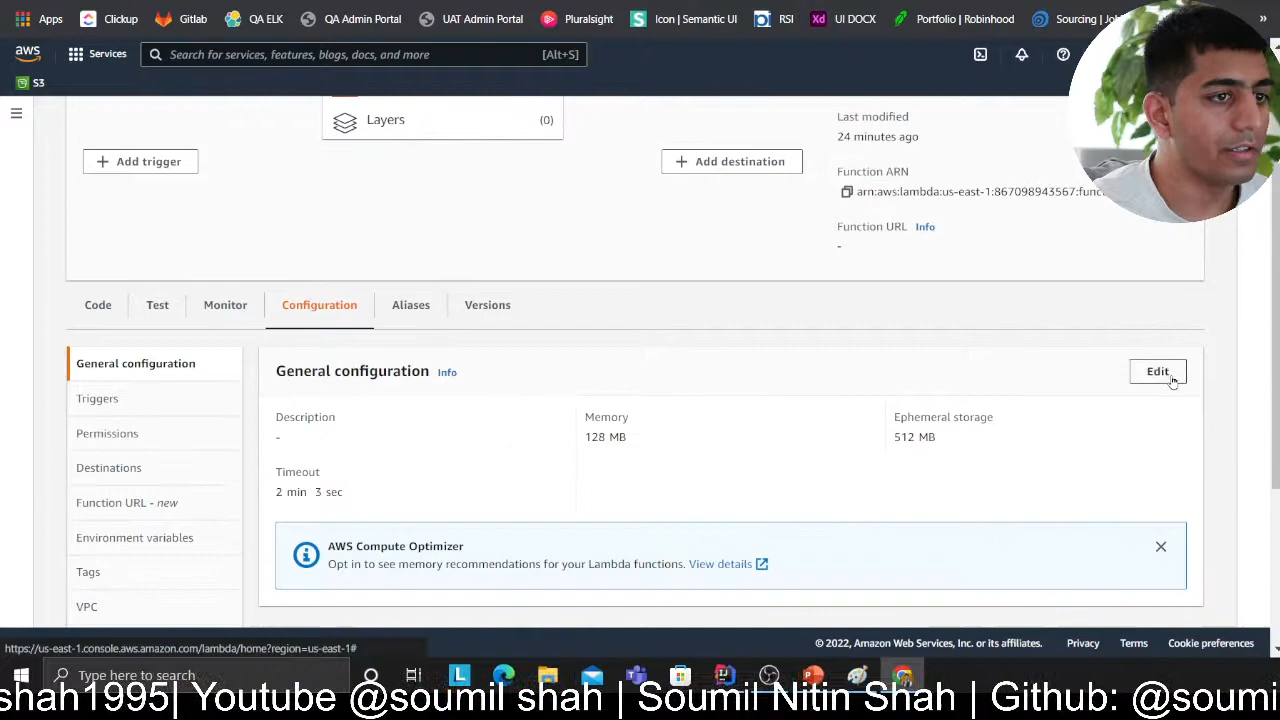 Apps Clickup Gitlab QA ELK QA Admin Portal UAT Admin Portal Pluralsight Icon | Semantic UI RSI UI DOCX Portfolio | Robinhood Sourcing | Jo »
aws Services Search for services, features, blogs, docs, and more [Alt+S]
S3
Layers (0)
Last modified
24 minutes ago
+ Add trigger
+ Add destination
Function ARN
arn:aws:lambda:us-east-1:867098943567:func
Function URL Info
-
Code Test Monitor Configuration Aliases Versions
General configuration
Triggers
Permissions
Destinations
Function URL - new
Environment variables
Tags
VPC
General configuration Info
Edit
Description
-
Memory
128 MB
Ephemeral storage
512 MB
Timeout
2 min 3 sec
AWS Compute Optimizer
Opt in to see memory recommendations for your Lambda functions. View details
https://us-east-1.console.aws.amazon.com/lambda/home?region=us-east-1#
© 2022, Amazon Web Services, Inc. or its affiliates. Privacy Terms Cookie preferences
Type here to search
shah1995| Youtube @soumil shah | Soumil Nitin Shah | Github: @soumi